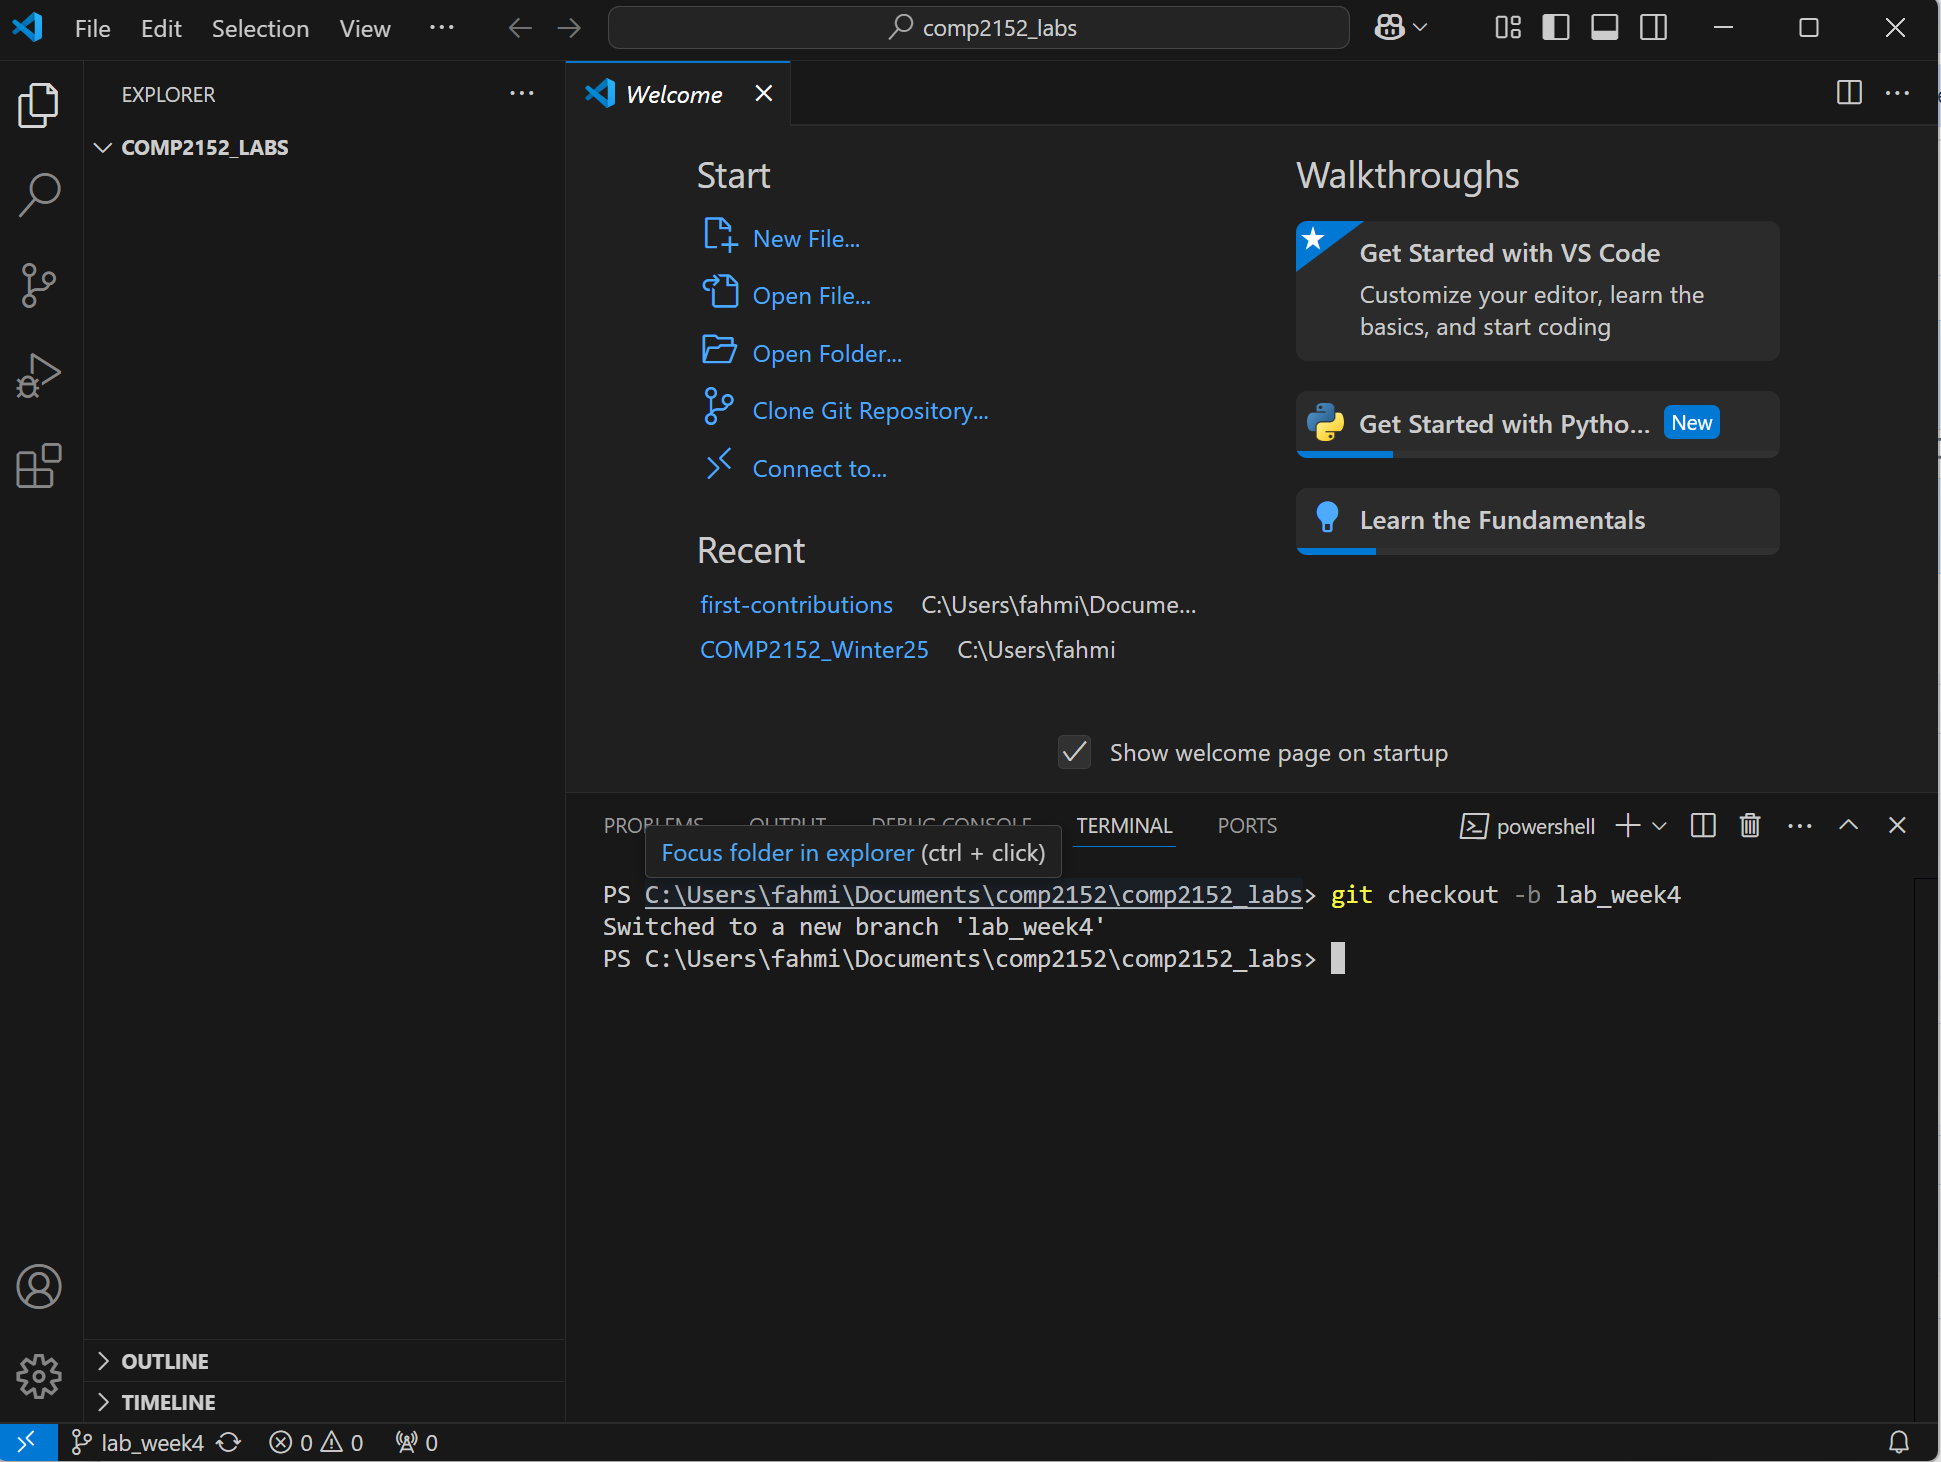 File Edit Selection View ··· comp2152_labs
EXPLORER ···
COMP2152_LABS
Welcome
Start
New File...
Open File...
Open Folder...
Clone Git Repository...
Connect to...
Recent
first-contributions C:\Users\fahmi\Docume...
COMP2152_Winter25 C:\Users\fahmi
Walkthroughs
Get Started with VS Code
Customize your editor, learn the
basics, and start coding
Get Started with Pytho... New
Learn the Fundamentals
Show welcome page on startup
PROBLEMS OUTPUT DEBUG CONSOLE TERMINAL PORTS powershell
Focus folder in explorer (ctrl + click)
PS C:\Users\fahmi\Documents\comp2152\comp2152_labs> git checkout -b lab_week4
Switched to a new branch 'lab_week4'
PS C:\Users\fahmi\Documents\comp2152\comp2152_labs>
OUTLINE
TIMELINE
lab_week4 0 0 0